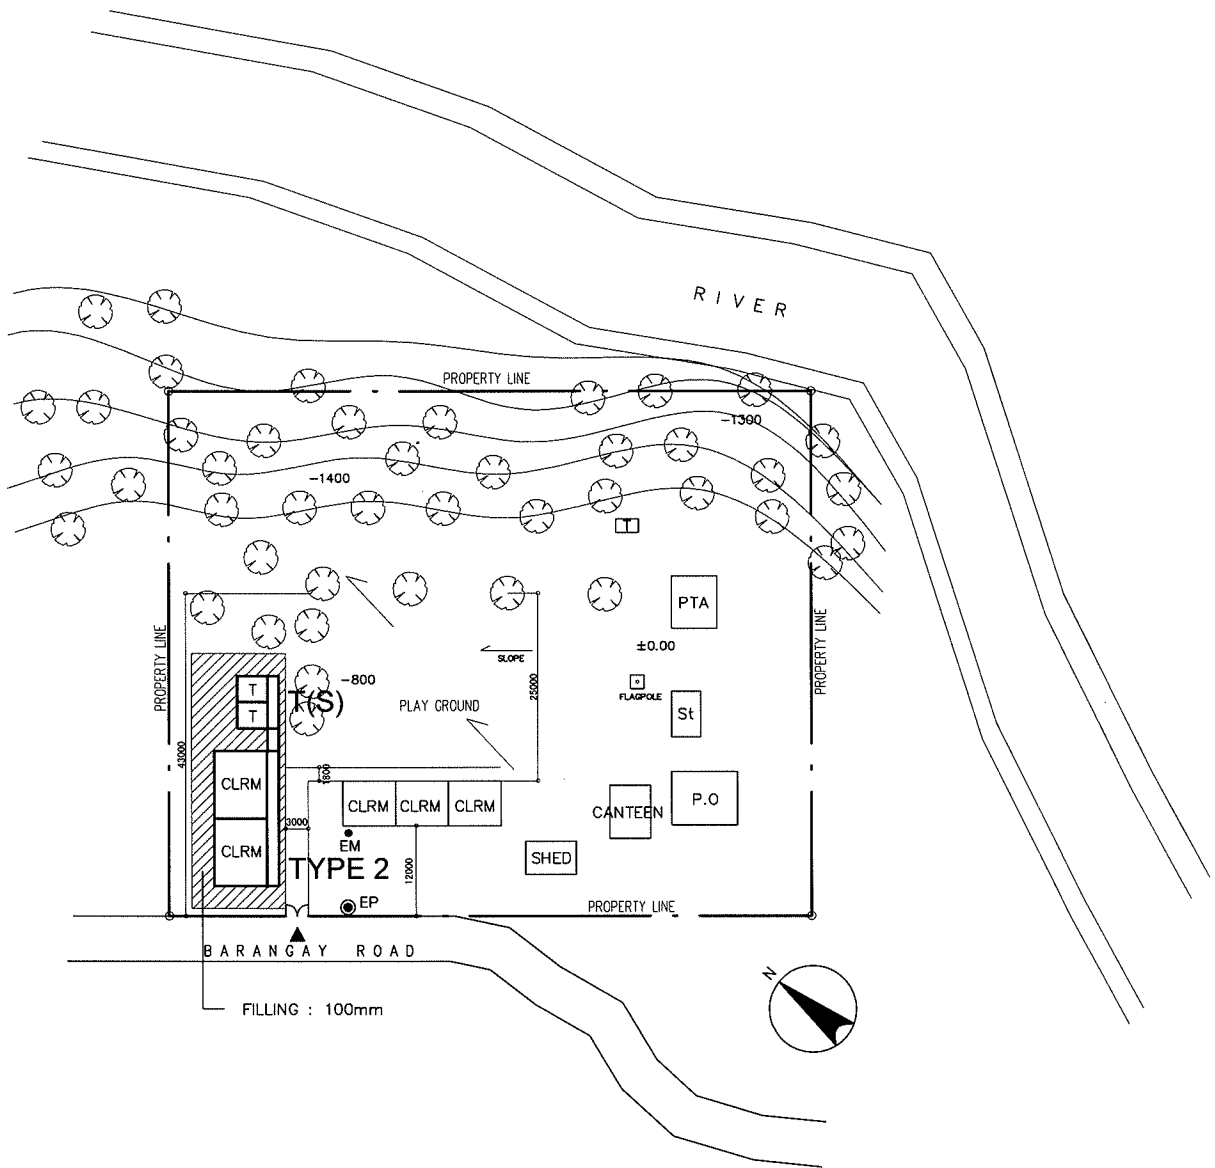 RIVER
PROPERTY LINE
-1300
-1400
T
PTA
PROPERTY LINE
PROPERTY LINE
±0.00
SLOPE
-800
FLAGPOLE
25000
T
T(S)
T
PLAY GROUND
St
43000
1800
CLRM
CLRM
CLRM
CLRM
P.O
CANTEEN
3000
EM
CLRM
TYPE 2
12000
SHED
EP
PROPERTY LINE
BARANGAY ROAD
N
FILLING : 100mm